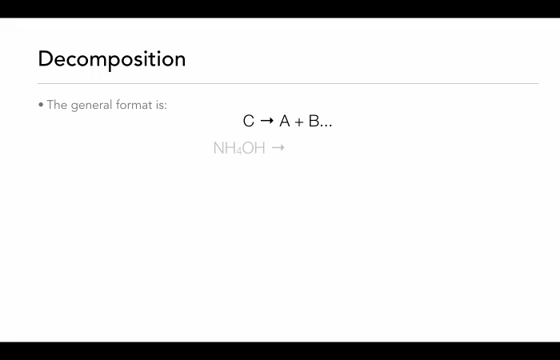 Decomposition
• The general format is:
C → A + B...
NH₄OH →